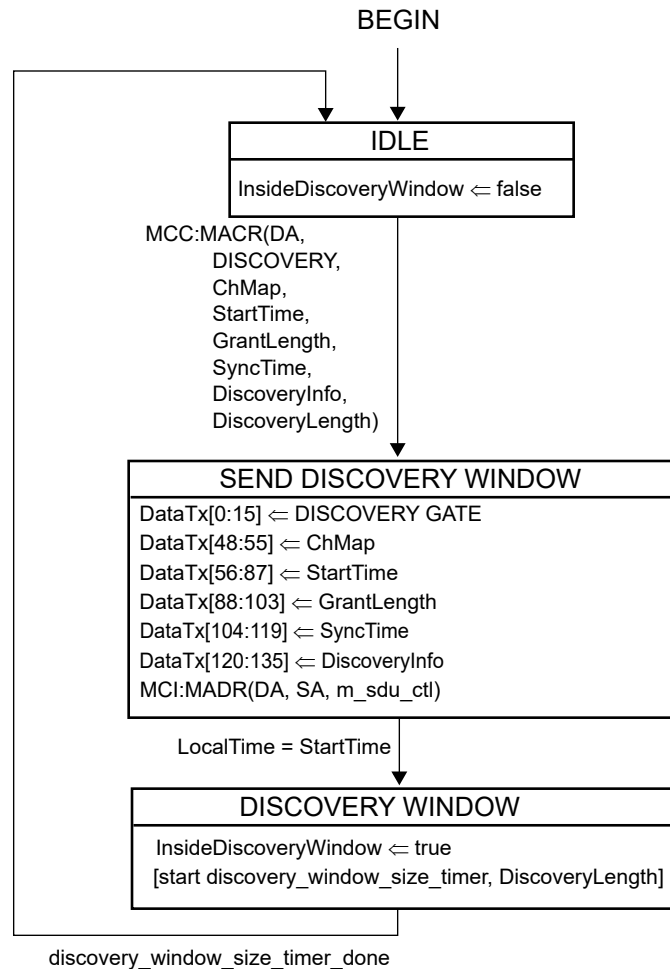 BEGIN
IDLE
InsideDiscoveryWindow ⇐ false
MCC:MACR(DA,
DISCOVERY,
ChMap,
StartTime,
GrantLength,
SyncTime,
DiscoveryInfo,
DiscoveryLength)
SEND DISCOVERY WINDOW
DataTx[0:15] ⇐ DISCOVERY GATE
DataTx[48:55] ⇐ ChMap
DataTx[56:87] ⇐ StartTime
DataTx[88:103] ⇐ GrantLength
DataTx[104:119] ⇐ SyncTime
DataTx[120:135] ⇐ DiscoveryInfo
MCI:MADR(DA, SA, m_sdu_ctl)
LocalTime = StartTime
DISCOVERY WINDOW
InsideDiscoveryWindow ⇐ true
[start discovery_window_size_timer, DiscoveryLength]
discovery_window_size_timer_done